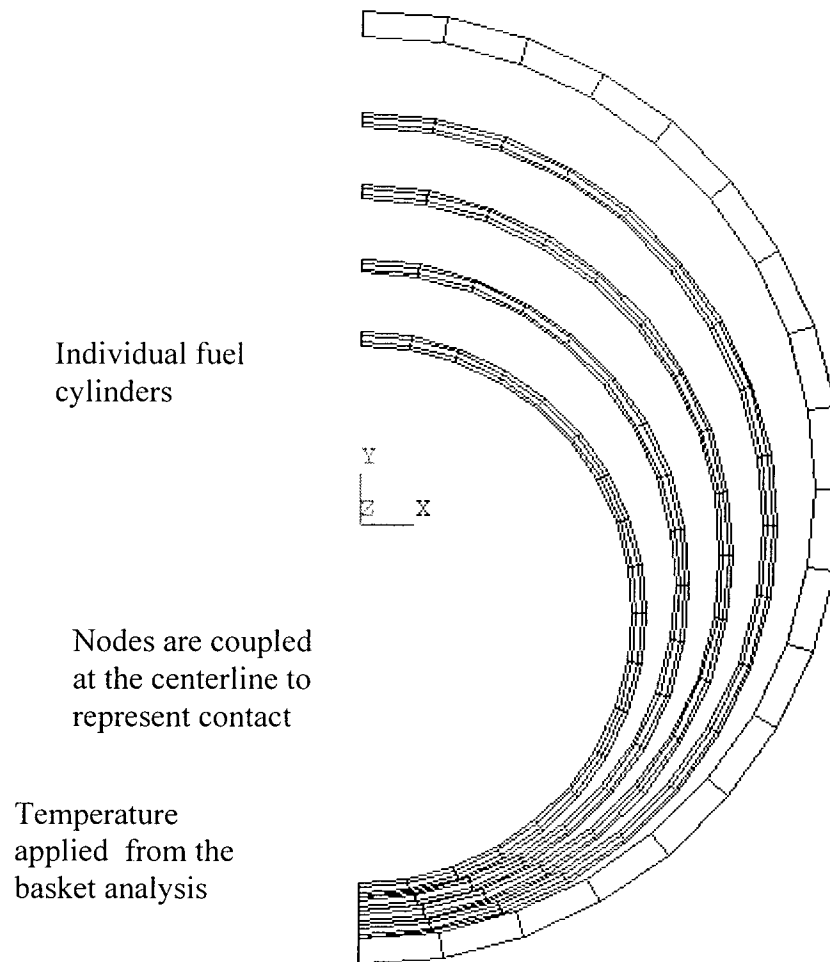 Individual fuel
cylinders
Y
Z X
Nodes are coupled
at the centerline to
represent contact
Temperature
applied from the
basket analysis